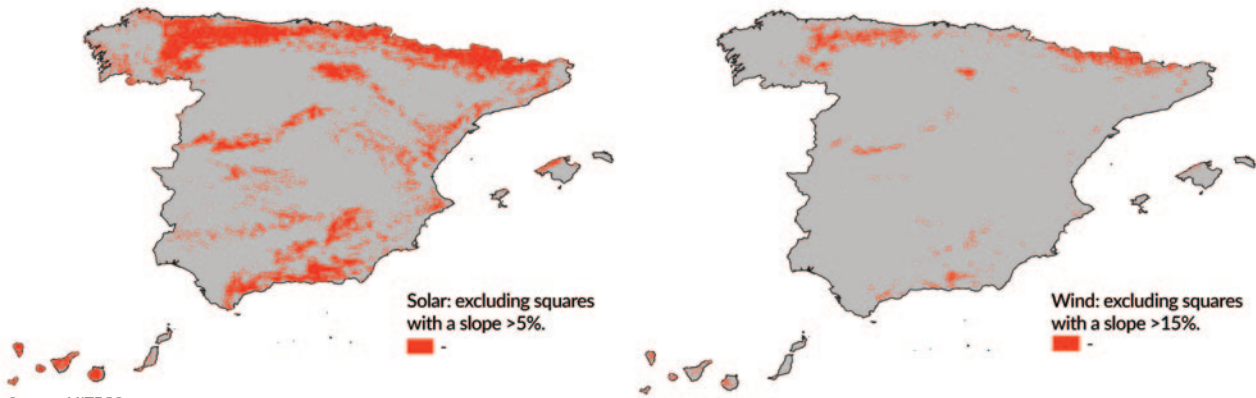 Solar: excluding squares
with a slope >5%.
-
Wind: excluding squares
with a slope >15%.
-